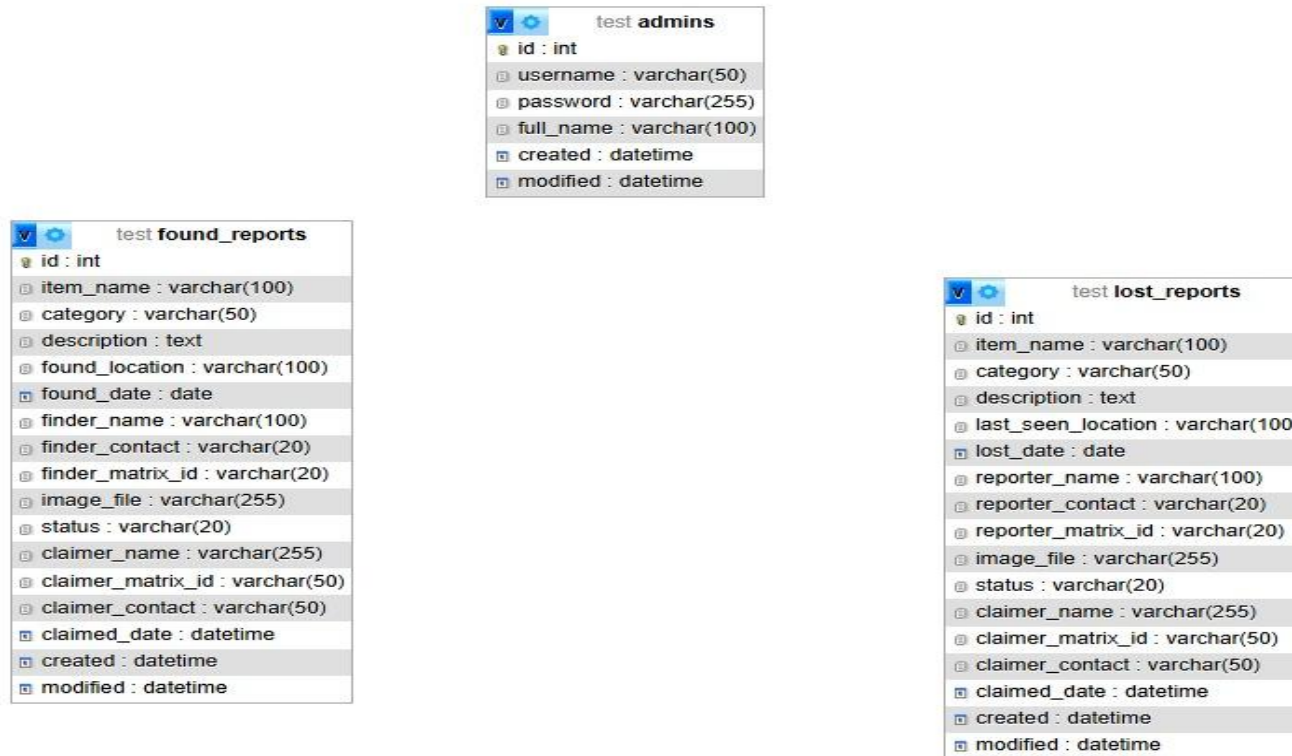 test admins
id : int
username : varchar(50)
password : varchar(255)
full_name : varchar(100)
created : datetime
modified : datetime
test found_reports
id : int
item_name : varchar(100)
category : varchar(50)
description : text
found_location : varchar(100)
found_date : date
finder_name : varchar(100)
finder_contact : varchar(20)
finder_matrix_id : varchar(20)
image_file : varchar(255)
status : varchar(20)
claimer_name : varchar(255)
claimer_matrix_id : varchar(50)
claimer_contact : varchar(50)
claimed_date : datetime
created : datetime
modified : datetime
test lost_reports
id : int
item_name : varchar(100)
category : varchar(50)
description : text
last_seen_location : varchar(100
lost_date : date
reporter_name : varchar(100)
reporter_contact : varchar(20)
reporter_matrix_id : varchar(20)
image_file : varchar(255)
status : varchar(20)
claimer_name : varchar(255)
claimer_matrix_id : varchar(50)
claimer_contact : varchar(50)
claimed_date : datetime
created : datetime
modified : datetime